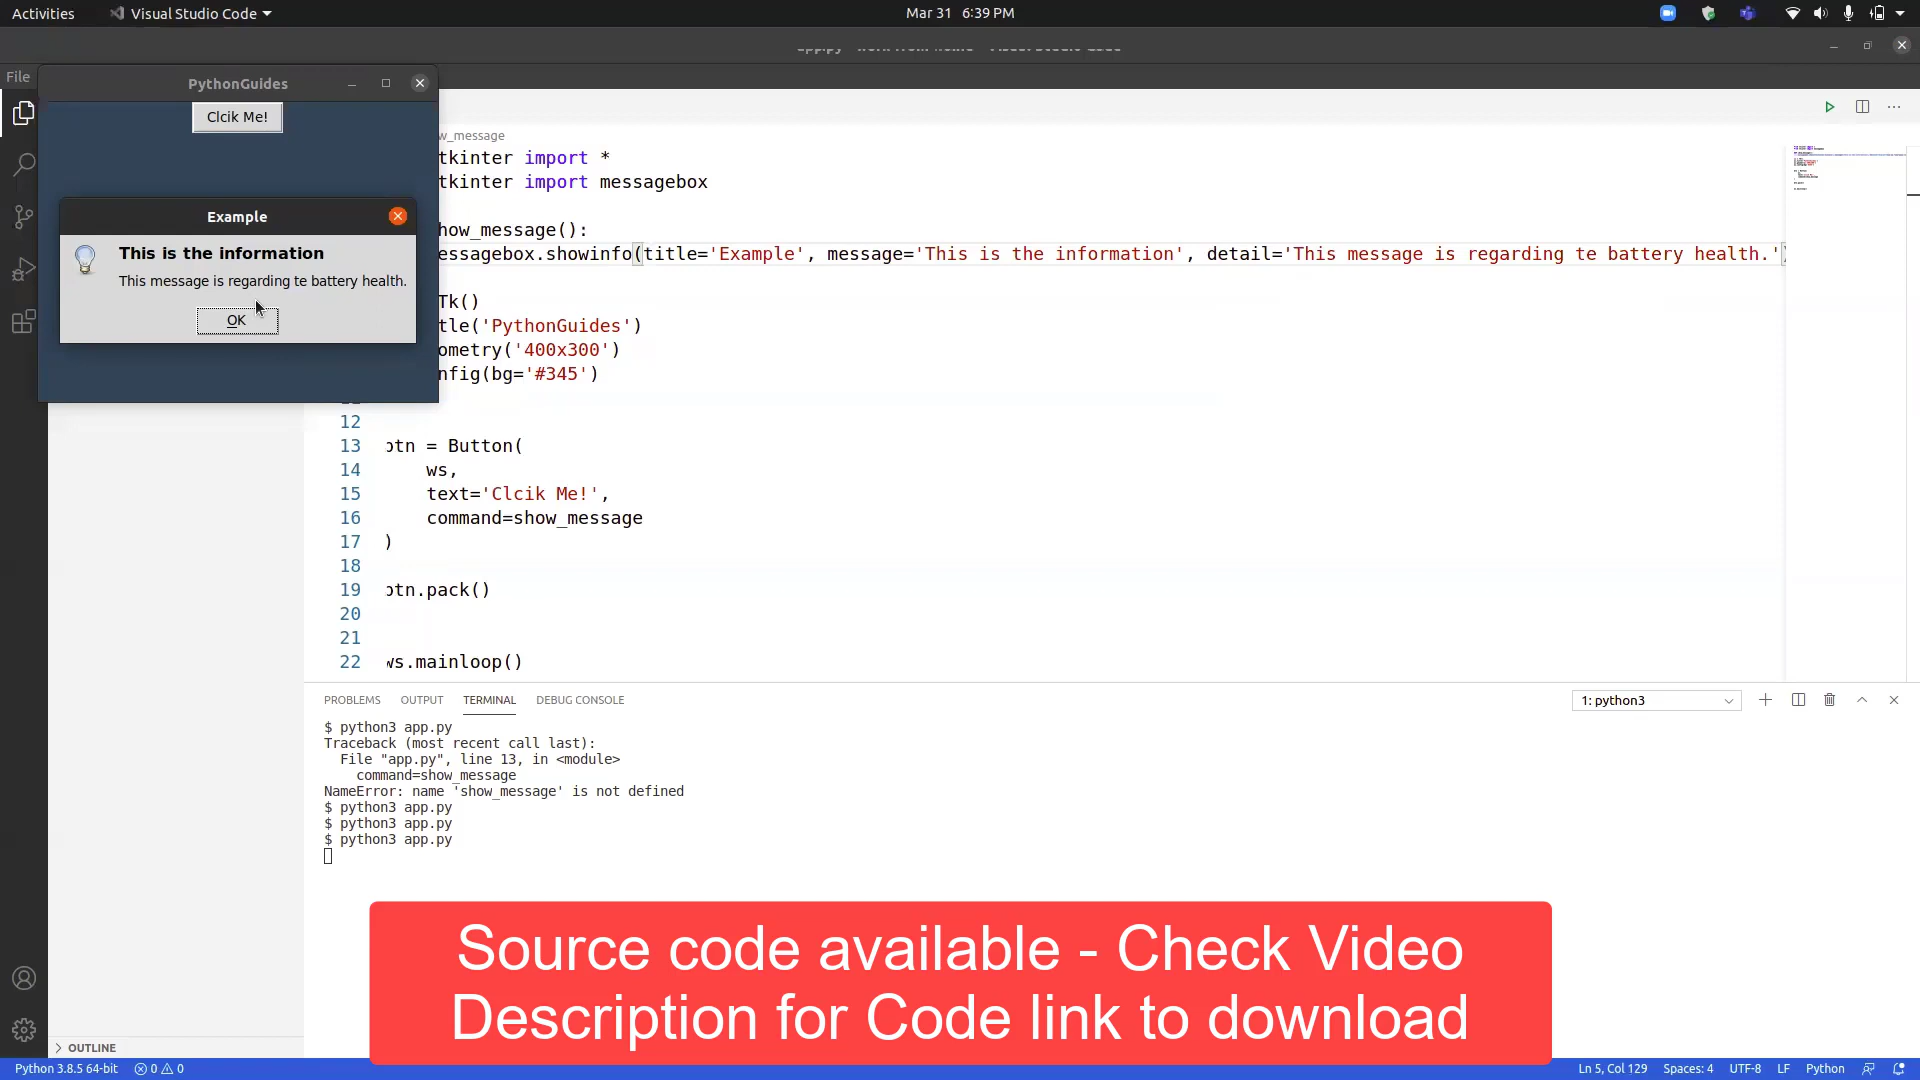 Activities
Visual Studio Code
Mar 31 6:39 PM
File
PythonGuides
Clcik Me!
Example
This is the information
This message is regarding te battery health.
OK
w_message
tkinter import *
tkinter import messagebox
how_message():
essagebox.showinfo(title='Example', message='This is the information', detail='This message is regarding te battery health.')
Tk()
tle('PythonGuides')
ometry('400x300')
nfig(bg='#345')
12
13 btn = Button(
14 ws,
15 text='Clcik Me!',
16 command=show_message
17 )
18
19 btn.pack()
20
21
22 ws.mainloop()
PROBLEMS OUTPUT TERMINAL DEBUG CONSOLE
1: python3
$ python3 app.py
Traceback (most recent call last):
File "app.py", line 13, in <module>
command=show_message
NameError: name 'show_message' is not defined
$ python3 app.py
$ python3 app.py
$ python3 app.py
Source code available - Check Video
Description for Code link to download
OUTLINE
Python 3.8.5 64-bit 0 0
Ln 5, Col 129 Spaces: 4 UTF-8 LF Python